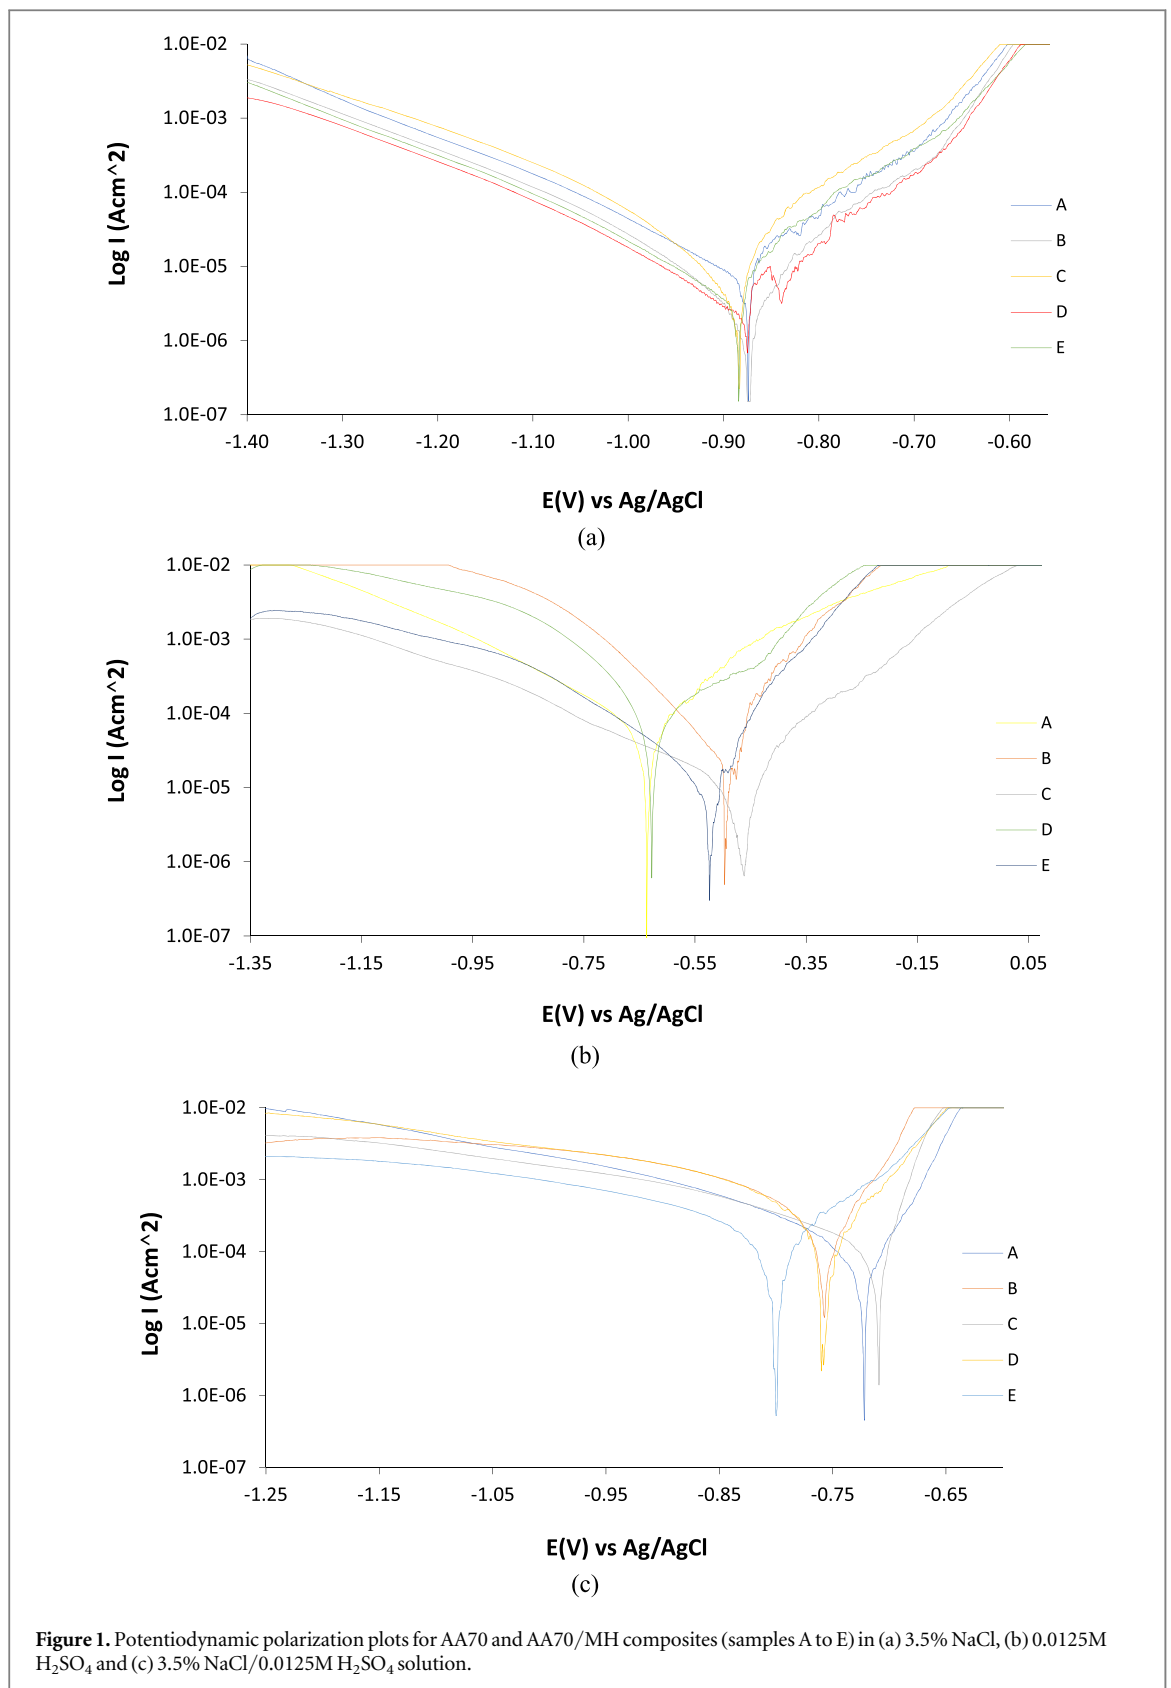 1.0E-02
1.0E-03
1.0E-04
1.0E-05
1.0E-06
1.0E-07
Log I (Acm^2)
-1.40 -1.30 -1.20 -1.10 -1.00 -0.90 -0.80 -0.70 -0.60
E(V) vs Ag/AgCl
A
B
C
D
E
(a)
1.0E-02
1.0E-03
1.0E-04
1.0E-05
1.0E-06
1.0E-07
Log I (Acm^2)
-1.35 -1.15 -0.95 -0.75 -0.55 -0.35 -0.15 0.05
E(V) vs Ag/AgCl
A
B
C
D
E
(b)
1.0E-02
1.0E-03
1.0E-04
1.0E-05
1.0E-06
1.0E-07
Log I (Acm^2)
-1.25 -1.15 -1.05 -0.95 -0.85 -0.75 -0.65
E(V) vs Ag/AgCl
A
B
C
D
E
(c)
Figure 1. Potentiodynamic polarization plots for AA70 and AA70/MH composites (samples A to E) in (a) 3.5% NaCl, (b) 0.0125M
H₂SO₄ and (c) 3.5% NaCl/0.0125M H₂SO₄ solution.